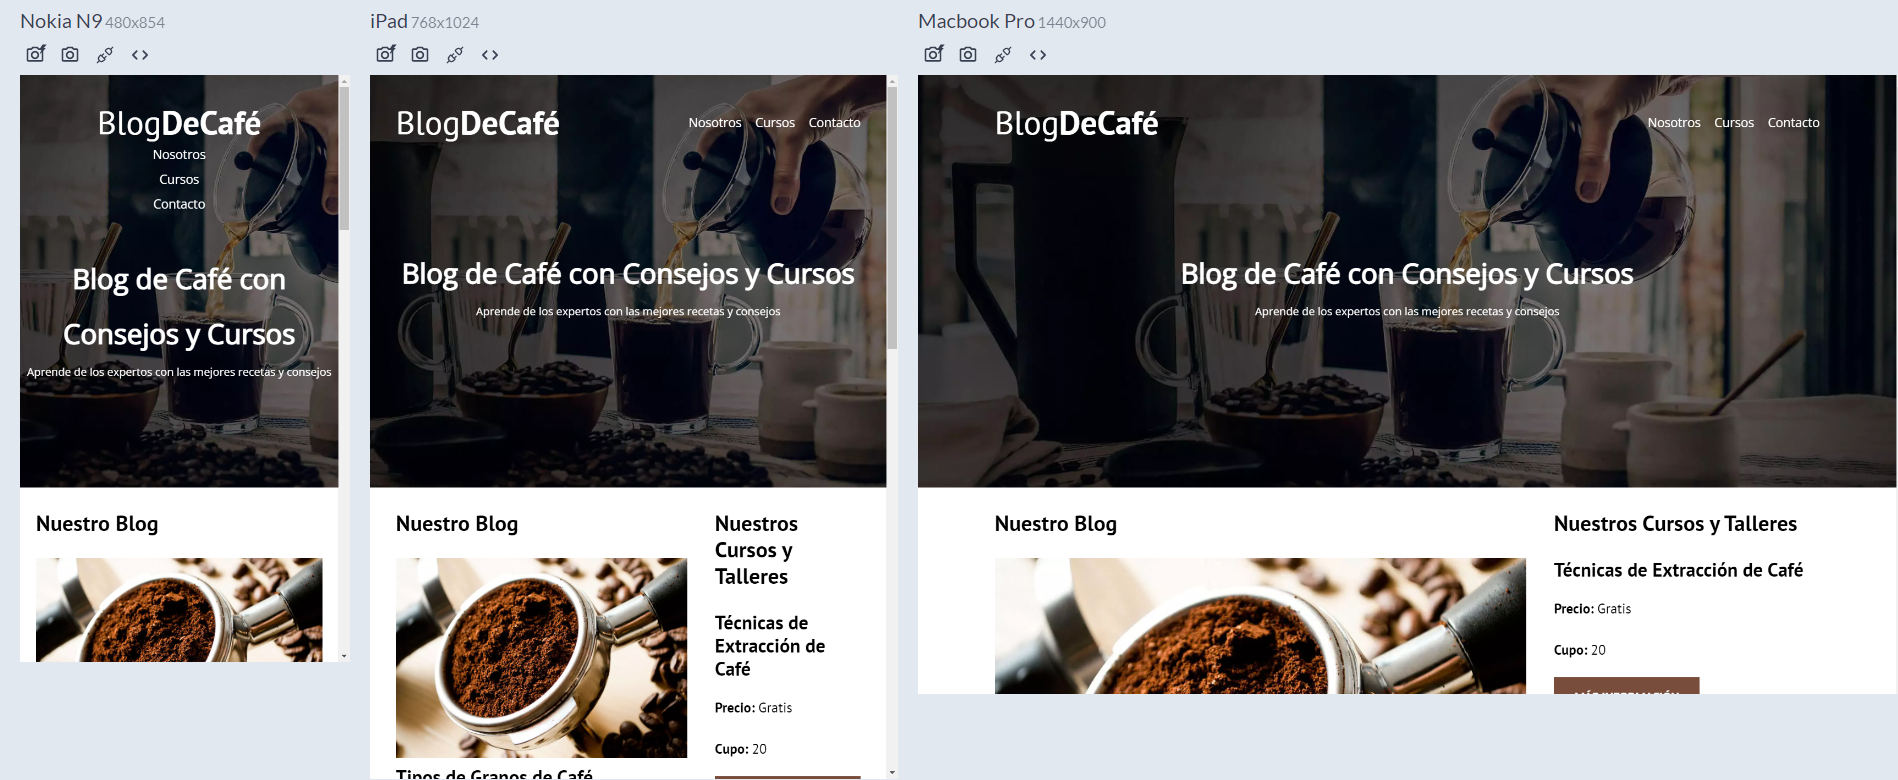 Nokia N9 480x854
BlogDeCafé
Nosotros
Cursos
Contacto
Blog de Café con
Consejos y Cursos
Aprende de los expertos con las mejores recetas y consejos
Nuestro Blog
iPad 768x1024
BlogDeCafé
Nosotros Cursos Contacto
Blog de Café con Consejos y Cursos
Aprende de los expertos con las mejores recetas y consejos
Nuestro Blog
Tipos de Granos de Café
Nuestros
Cursos y
Talleres
Técnicas de
Extracción de
Café
Precio: Gratis
Cupo: 20
Macbook Pro 1440x900
BlogDeCafé
Nosotros Cursos Contacto
Blog de Café con Consejos y Cursos
Aprende de los expertos con las mejores recetas y consejos
Nuestro Blog
Nuestros Cursos y Talleres
Técnicas de Extracción de Café
Precio: Gratis
Cupo: 20